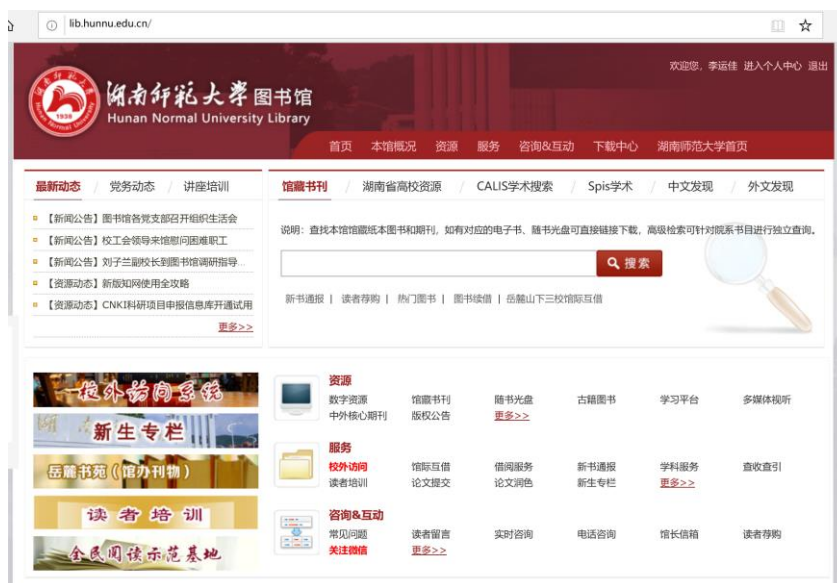 lib.hunnu.edu.cn/
欢迎您，李运佳 进入个人中心 退出
湖南师范大学图书馆
Hunan Normal University Library
1938
首页 本馆概况 资源 服务 咨询&互动 下载中心 湖南师范大学首页
最新动态 / 党务动态 / 讲座培训
【新闻公告】图书馆各党支部召开组织生活会
【新闻公告】校工会领导来馆慰问困难职工
【新闻公告】刘子兰副校长到图书馆调研指导...
【资源动态】新版知网使用全攻略
【资源动态】CNKI科研项目申报信息库开通试用
更多>>
馆藏书刊 / 湖南省高校资源 / CALIS学术搜索 / Spis学术 / 中文发现 / 外文发现
说明：查找本馆馆藏纸本图书和期刊，如有对应的电子书、随书光盘可直接链接下载，高级检索可针对院系书目进行独立查询。
搜索
新书通报 | 读者荐购 | 热门图书 | 图书续借 | 岳麓山下三校馆际互借
校外访问系统
新生专栏
岳麓书苑（馆办刊物）
读者培训
全民阅读示范基地
资源
数字资源 馆藏书刊 随书光盘 古籍图书 学习平台 多媒体视听
中外核心期刊 版权公告 更多>>
服务
校外访问 馆际互借 借阅服务 新书通报 学科服务 查收查引
读者培训 论文提交 论文润色 新生专栏 更多>>
咨询&互动
常见问题 读者留言 实时咨询 电话咨询 馆长信箱 读者荐购
关注微信 更多>>